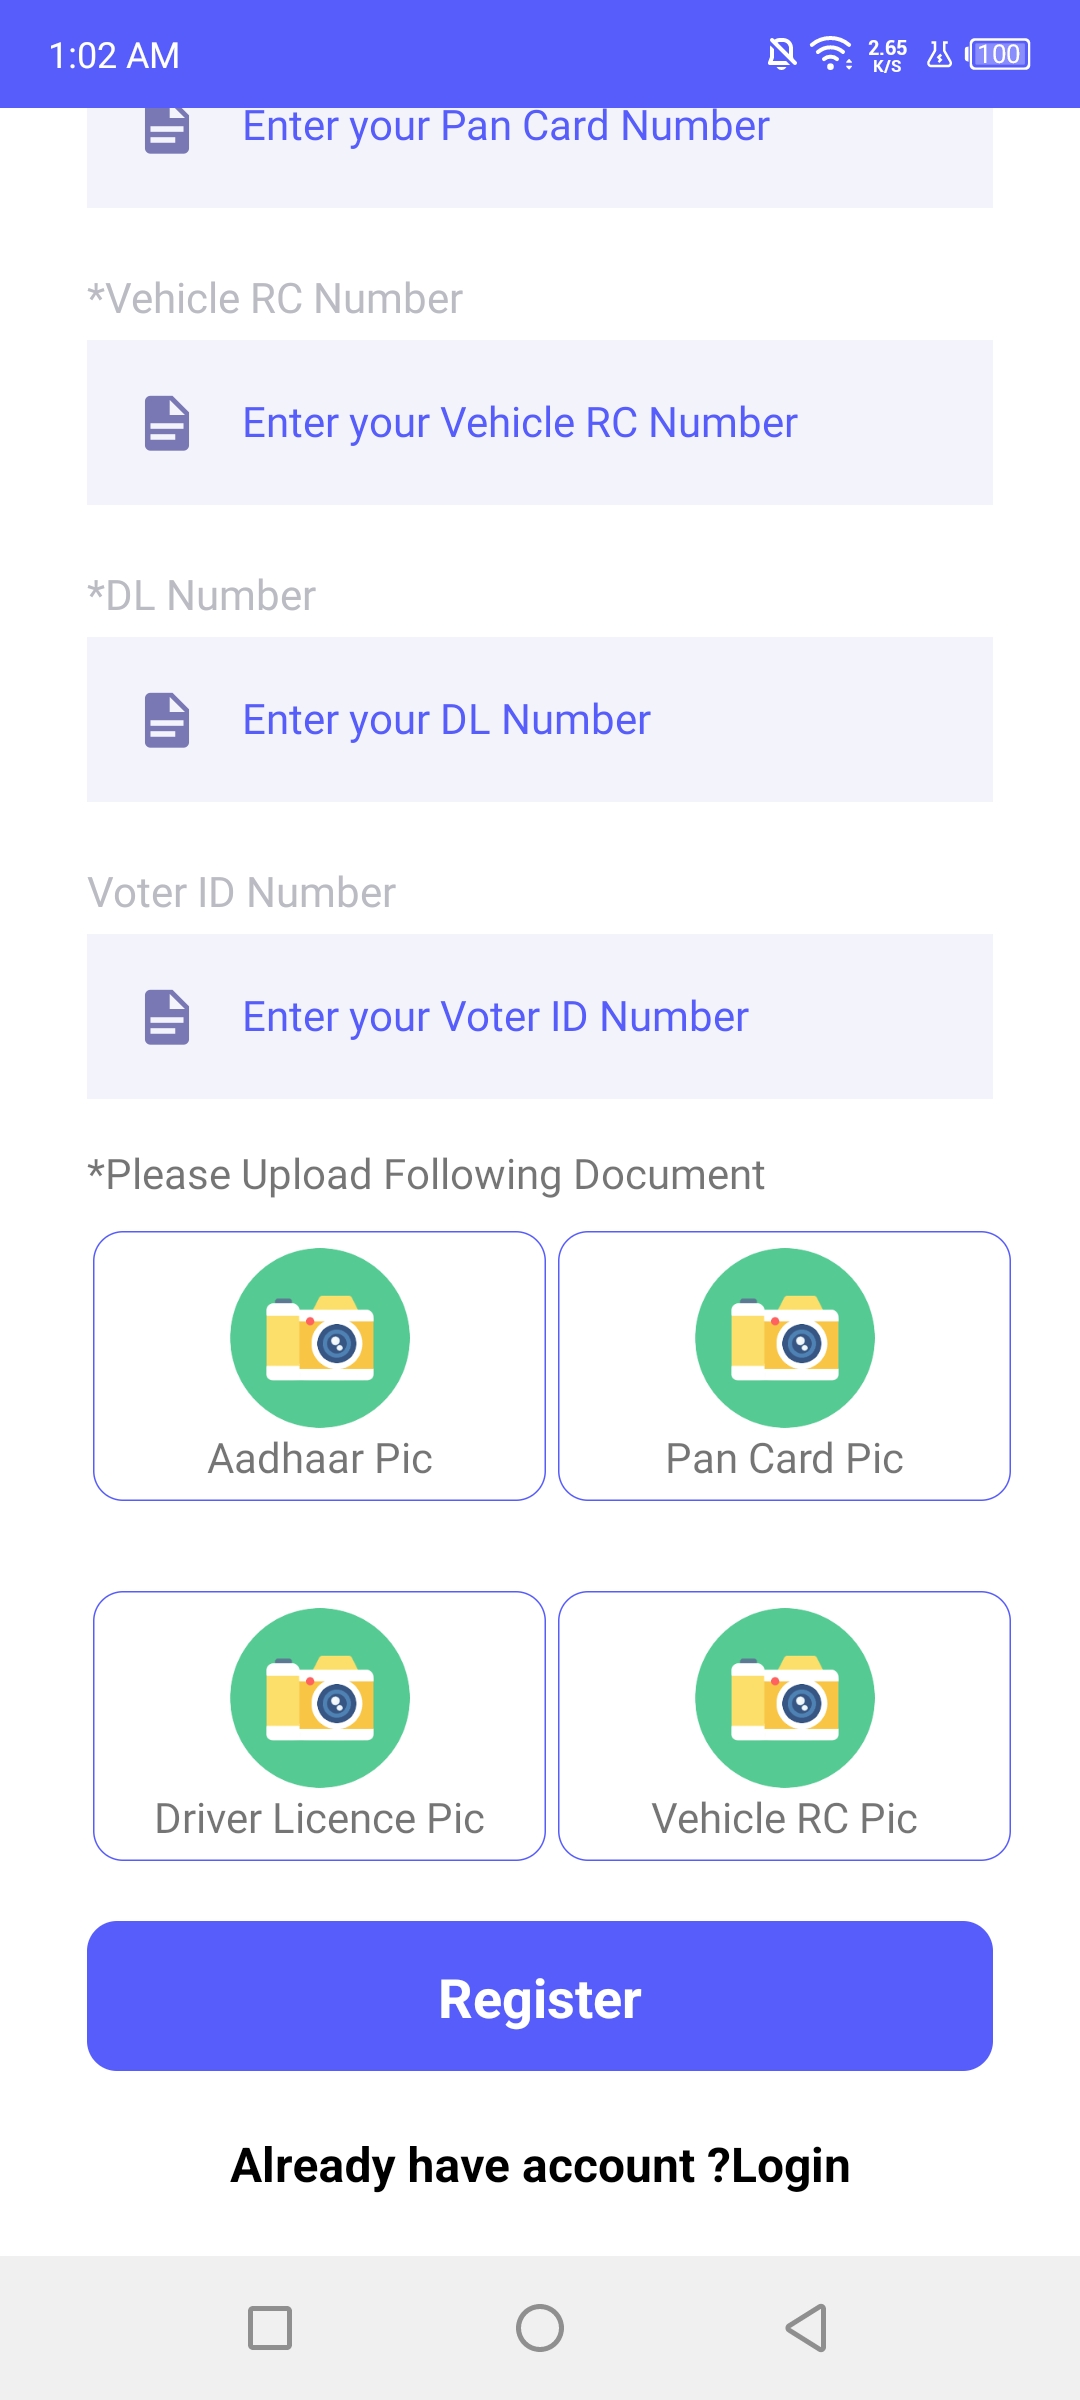 1:02 AM
2.65
K/S
100
Enter your Pan Card Number
*Vehicle RC Number
Enter your Vehicle RC Number
*DL Number
Enter your DL Number
Voter ID Number
Enter your Voter ID Number
*Please Upload Following Document
Aadhaar Pic
Pan Card Pic
Driver Licence Pic
Vehicle RC Pic
Register
Already have account ?Login